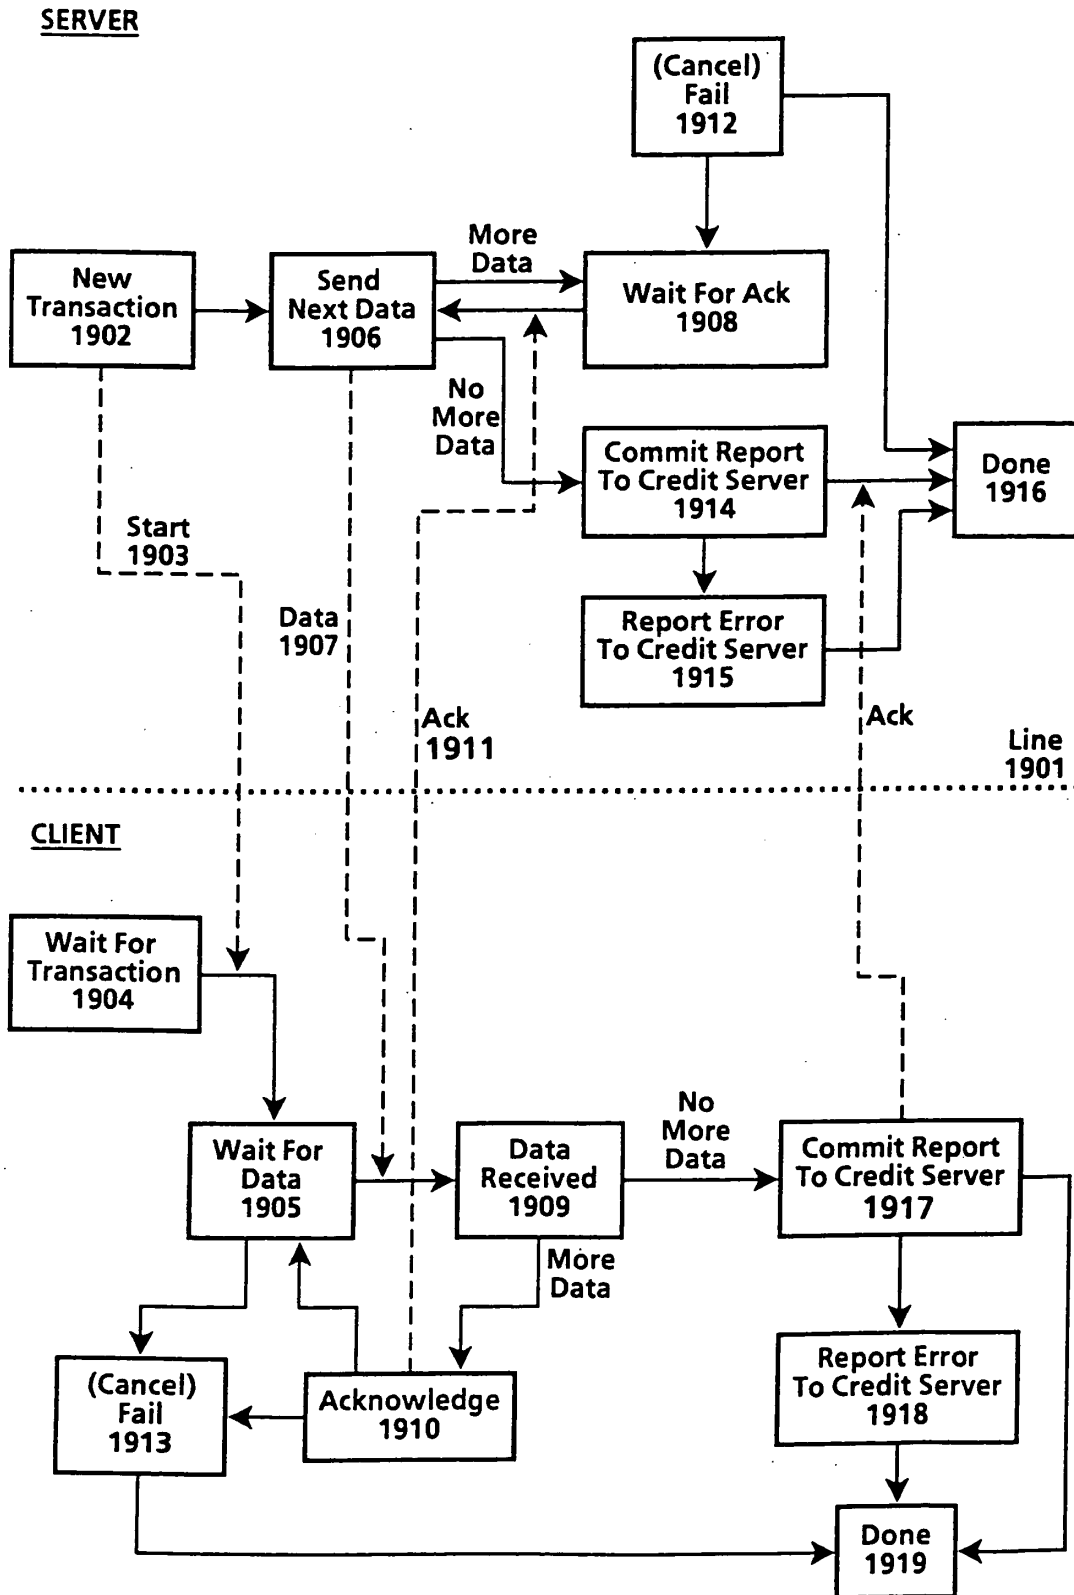 SERVER
(Cancel)
Fail
1912
New
Transaction
1902
Send
Next Data
1906
More
Data
Wait For Ack
1908
No
More
Data
Commit Report
To Credit Server
1914
Done
1916
Start
1903
Data
1907
Report Error
To Credit Server
1915
Ack
1911
Ack
Line
1901
CLIENT
Wait For
Transaction
1904
Wait For
Data
1905
Data
Received
1909
No
More
Data
Commit Report
To Credit Server
1917
More
Data
(Cancel)
Fail
1913
Acknowledge
1910
Report Error
To Credit Server
1918
Done
1919